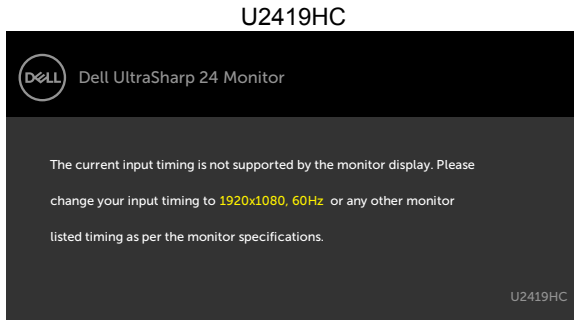 U2419HC
DELL Dell UltraSharp 24 Monitor
The current input timing is not supported by the monitor display. Please
change your input timing to 1920x1080, 60Hz or any other monitor
listed timing as per the monitor specifications.
U2419HC